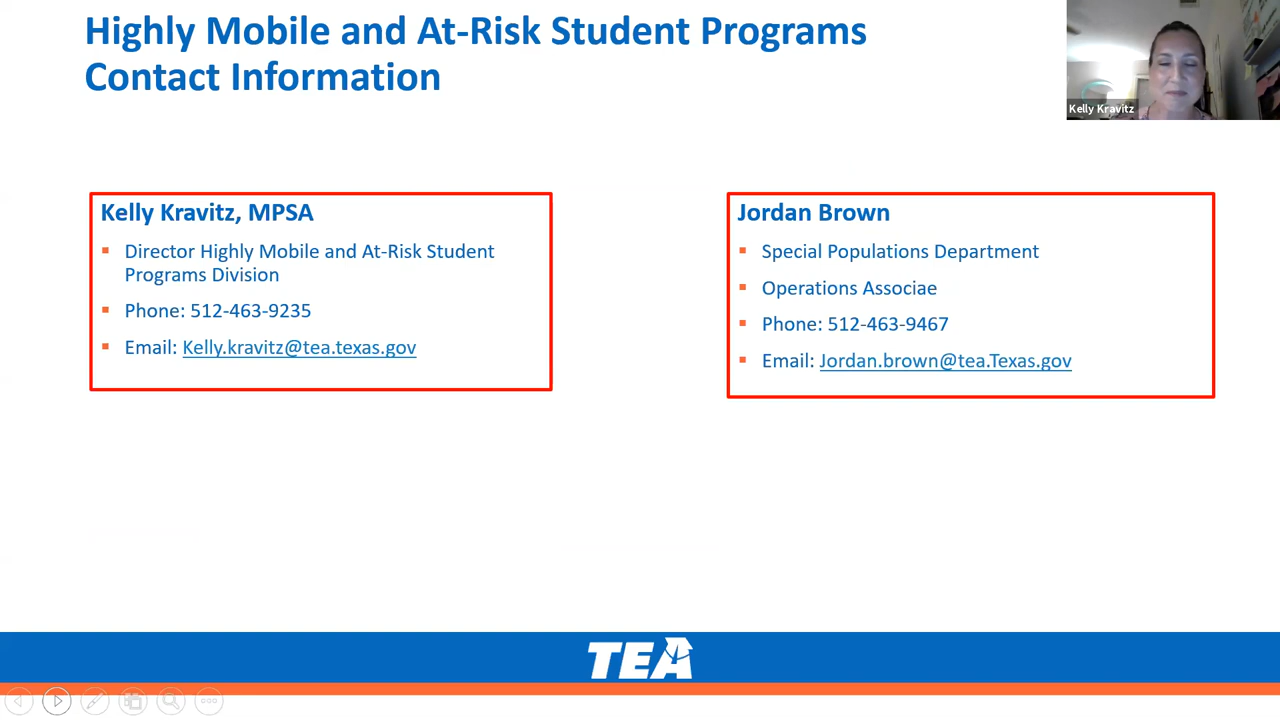 Highly Mobile and At-Risk Student Programs
Contact Information
Kelly Kravitz
Kelly Kravitz, MPSA
Director Highly Mobile and At-Risk Student
Programs Division
Phone: 512-463-9235
Email: Kelly.kravitz@tea.texas.gov
Jordan Brown
Special Populations Department
Operations Associae
Phone: 512-463-9467
Email: Jordan.brown@tea.Texas.gov
TEA